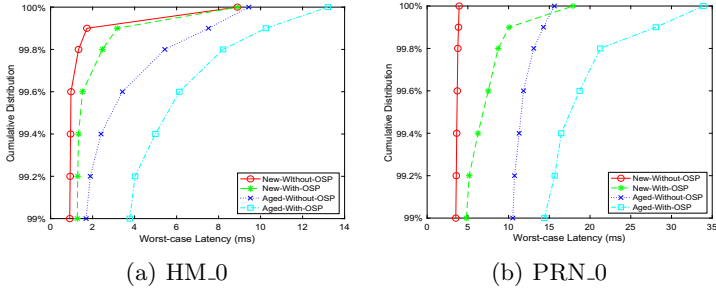 100%
99.8%
99.6%
99.4%
99.2%
99%
Cumulative Distribution
0 2 4 6 8 10 12 14
Worst-case Latency (ms)
New-Without-OSP
New-With-OSP
Aged-Without-OSP
Aged-With-OSP
(a) HM_0
100%
99.8%
99.6%
99.4%
99.2%
99%
Cumulative Distribution
0 5 10 15 20 25 30 35
Worst-case Latency (ms)
New-Without-OSP
New-With-OSP
Aged-Without-OSP
Aged-With-OSP
(b) PRN_0